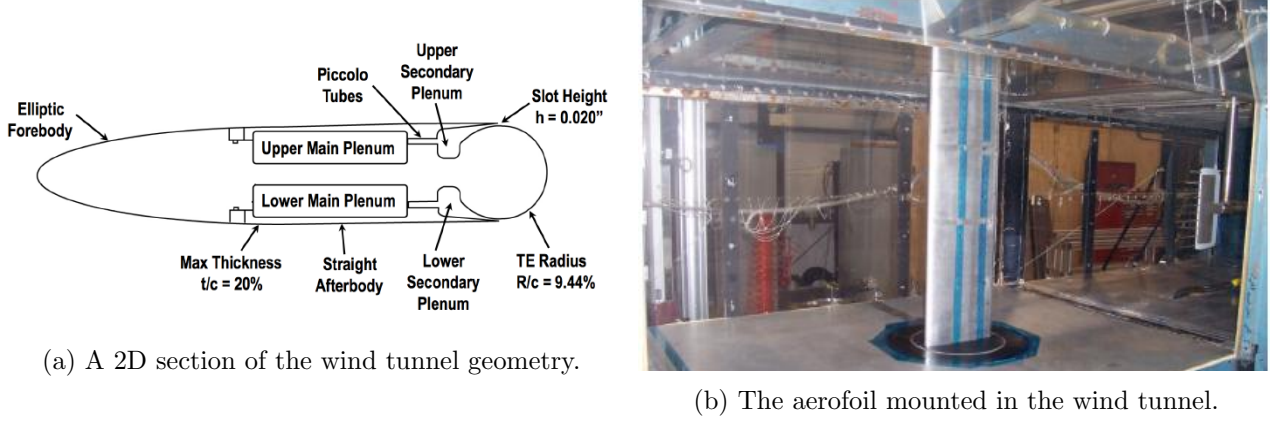 Elliptic
Forebody
Piccolo
Tubes
Upper
Secondary
Plenum
Slot Height
h = 0.020”
Upper Main Plenum
Lower Main Plenum
Max Thickness
t/c = 20%
Straight
Afterbody
Lower
Secondary
Plenum
TE Radius
R/c = 9.44%
(a) A 2D section of the wind tunnel geometry.
(b) The aerofoil mounted in the wind tunnel.